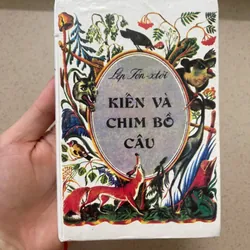 Lép Tôn-xtôi
KIẾN VÀ
CHIM BỒ
CÂU